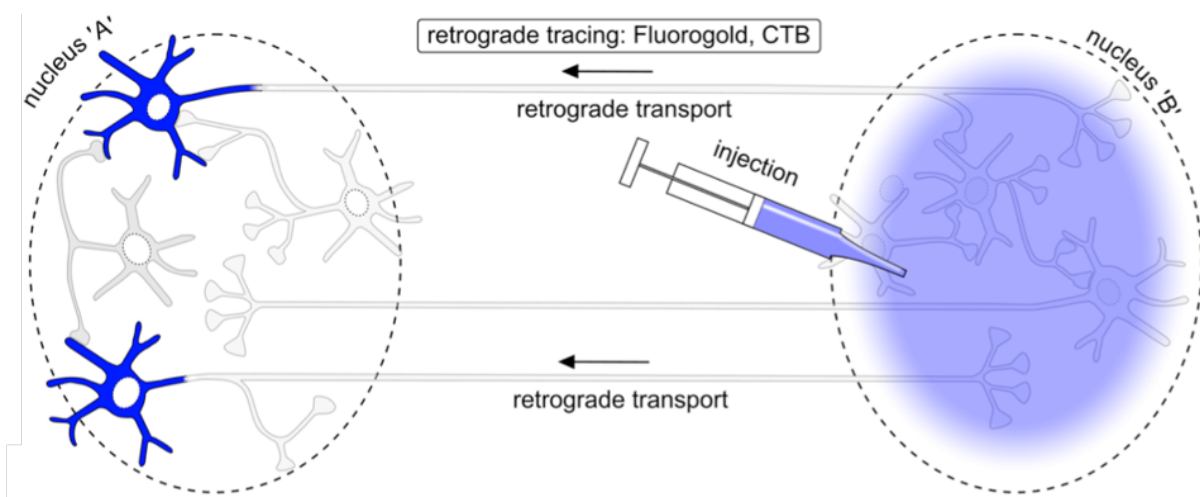 retrograde tracing: Fluorogold, CTB
nucleus 'A'
nucleus 'B'
retrograde transport
injection
retrograde transport